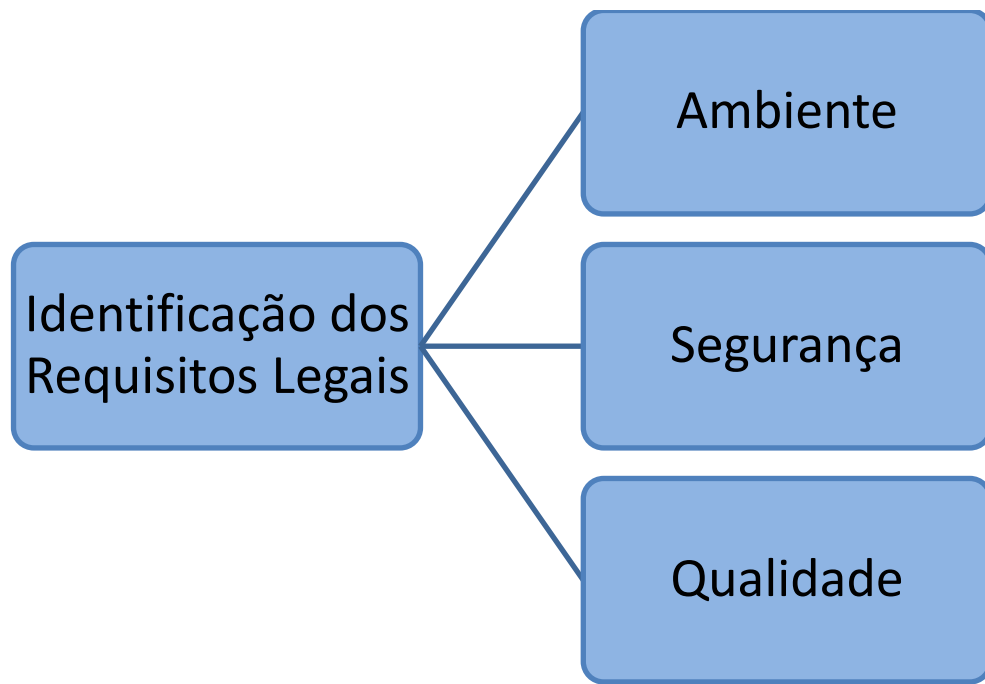 Ambiente
Identificação dos
Requisitos Legais
Segurança
Qualidade